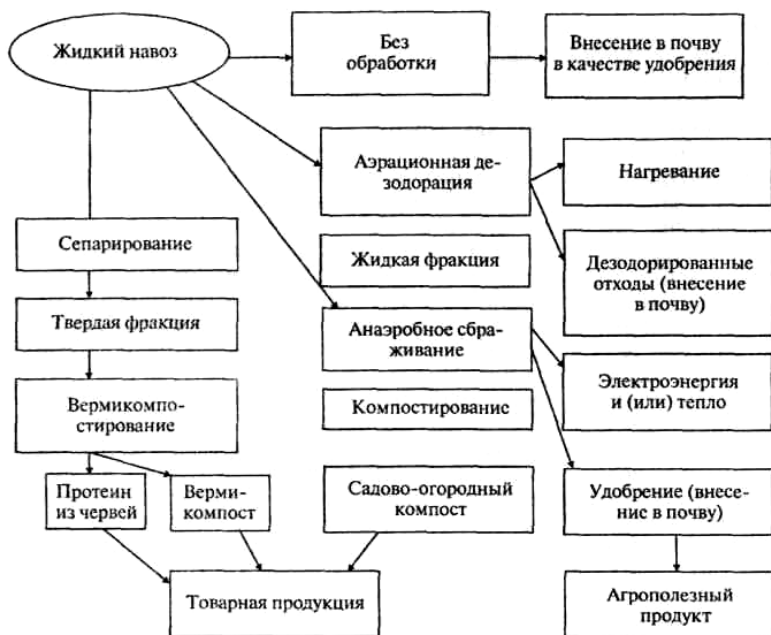 Жидкий навоз
Без
обработки
Внесение в почву
в качестве удобрения
Аэрационная де-
зодорация
Нагревание
Сепарирование
Жидкая фракция
Дезодорированные
отходы (внесение
в почву)
Твердая фракция
Анаэробное сбра-
живание
Электроэнергия
и (или) тепло
Вермикомпо-
стирование
Компостирование
Протеин
из червей
Верми-
компост
Садово-огородный
компост
Удобрение (внесе-
ние в почву)
Товарная продукция
Агрополезный
продукт